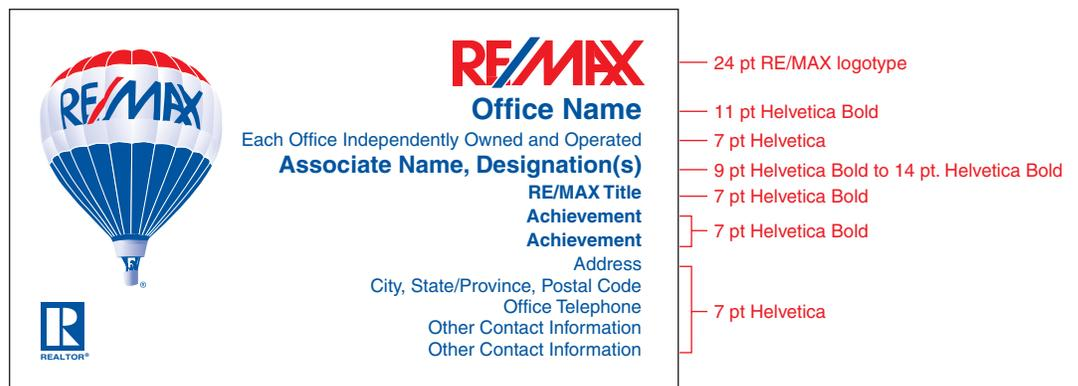 RE/MAX
24 pt RE/MAX logotype
RE/MAX
Office Name
11 pt Helvetica Bold
Each Office Independently Owned and Operated
7 pt Helvetica
Associate Name, Designation(s)
9 pt Helvetica Bold to 14 pt. Helvetica Bold
RE/MAX Title
7 pt Helvetica Bold
Achievement
Achievement
7 pt Helvetica Bold
Address
City, State/Province, Postal Code
Office Telephone
Other Contact Information
Other Contact Information
7 pt Helvetica
®
R
REALTOR®